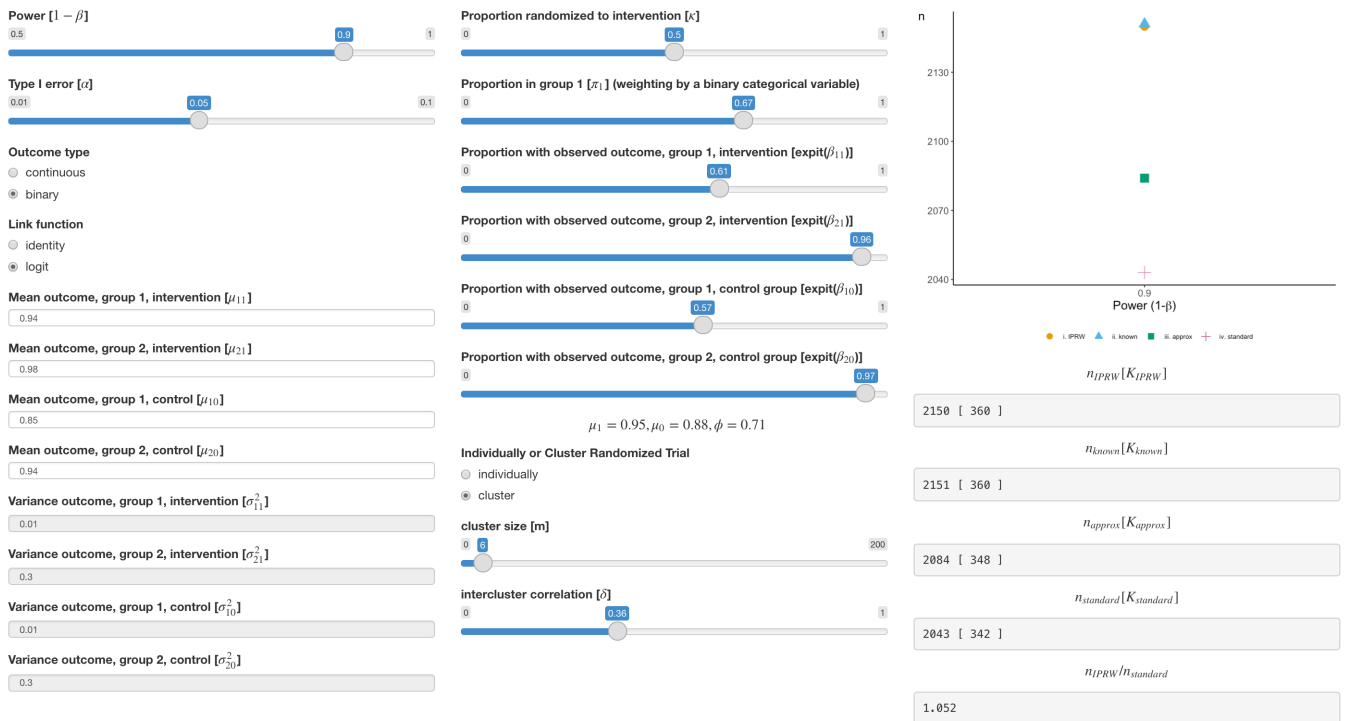 Power [1 − β]
0.5 0.9 1
Type I error [α]
0.01 0.05 0.1
Outcome type
continuous
binary
Link function
identity
logit
Mean outcome, group 1, intervention [μ11]
0.94
Mean outcome, group 2, intervention [μ21]
0.98
Mean outcome, group 1, control [μ10]
0.85
Mean outcome, group 2, control [μ20]
0.94
Variance outcome, group 1, intervention [σ²11]
0.01
Variance outcome, group 2, intervention [σ²21]
0.3
Variance outcome, group 1, control [σ²10]
0.01
Variance outcome, group 2, control [σ²20]
0.3
Proportion randomized to intervention [κ]
0 0.5 1
Proportion in group 1 [π1] (weighting by a binary categorical variable)
0 0.67 1
Proportion with observed outcome, group 1, intervention [expit(β11)]
0 0.61 1
Proportion with observed outcome, group 2, intervention [expit(β21)]
0 0.96
Proportion with observed outcome, group 1, control group [expit(β10)]
0 0.57 1
Proportion with observed outcome, group 2, control group [expit(β20)]
0 0.97
μ1 = 0.95, μ0 = 0.88, ϕ = 0.71
Individually or Cluster Randomized Trial
individually
cluster
cluster size [m]
0 6 200
intercluster correlation [δ]
0 0.36 1
n
2130
2100
2070
2040
0.9
Power (1-β)
i. IPRW ii. known iii. approx iv. standard
nIPRW[KIPRW]
2150 [ 360 ]
nknown[Kknown]
2151 [ 360 ]
napprox[Kapprox]
2084 [ 348 ]
nstandard[Kstandard]
2043 [ 342 ]
nIPRW/nstandard
1.052